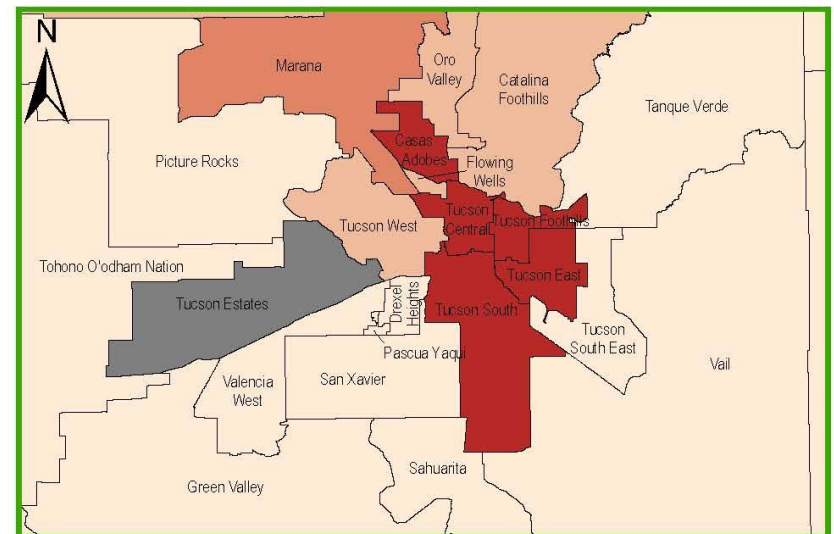 N
Marana
Oro
Valley
Catalina
Foothills
Tanque Verde
Casas
Adobes
Picture Rocks
Flowing
Wells
Tucson West
Tucson
Central
Tucson Foothills
Tohono O'odham Nation
Tucson East
Tucson Estates
Drexel
Heights
Tucson South
Tucson
South East
Pascua Yaqui
Vail
Valencia
West
San Xavier
Sahuarita
Green Valley